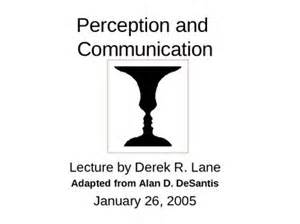 Perception and
Communication
Lecture by Derek R. Lane
Adapted from Alan D. DeSantis
January 26, 2005